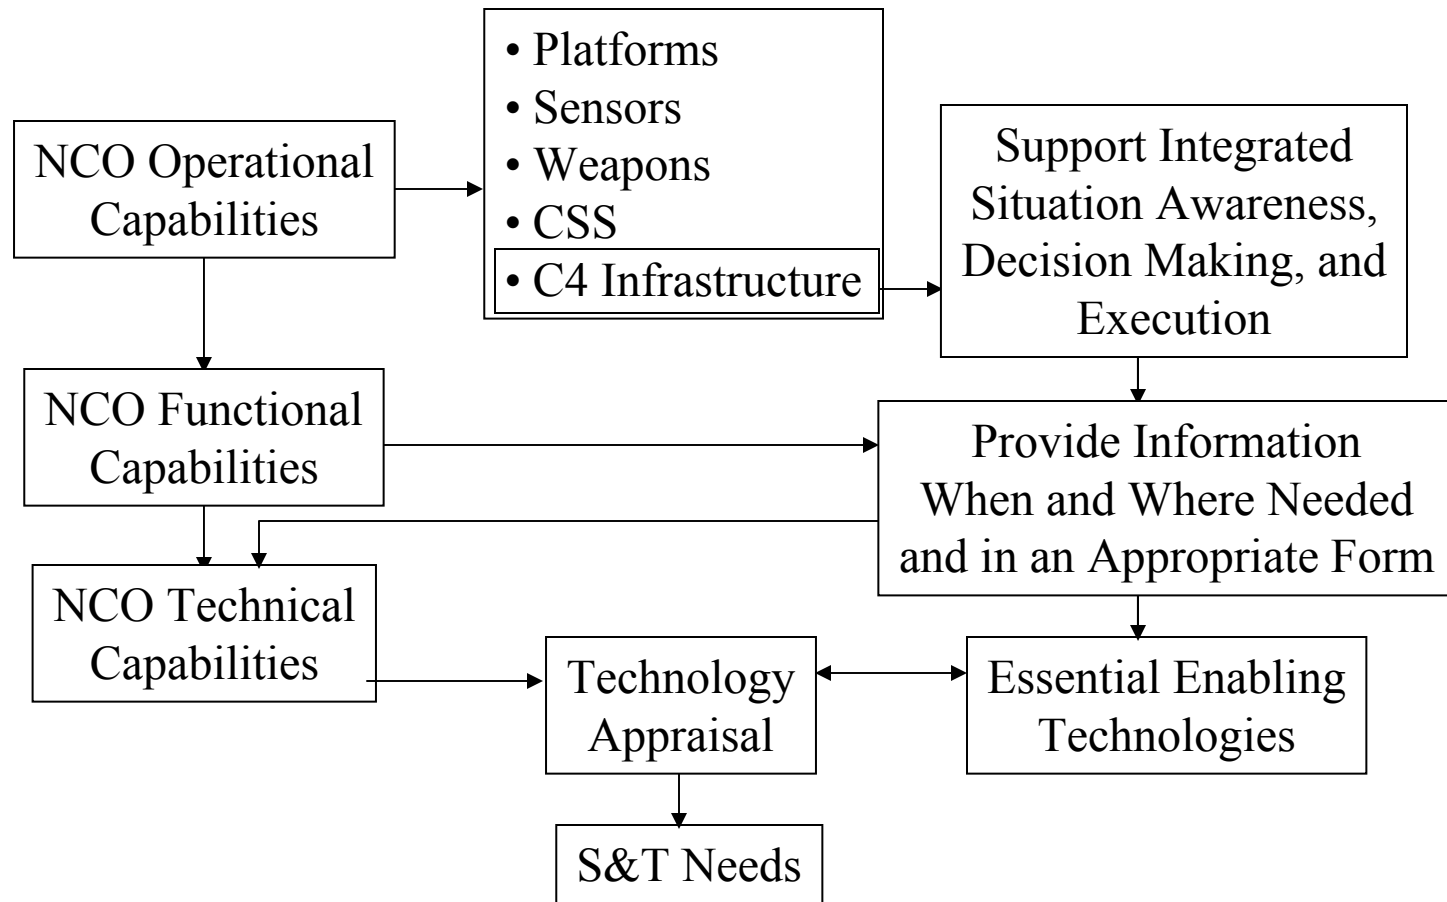 • Platforms
• Sensors
• Weapons
• CSS
• C4 Infrastructure
NCO Operational
Capabilities
Support Integrated
Situation Awareness,
Decision Making, and
Execution
NCO Functional
Capabilities
Provide Information
When and Where Needed
and in an Appropriate Form
NCO Technical
Capabilities
Technology
Appraisal
Essential Enabling
Technologies
S&T Needs